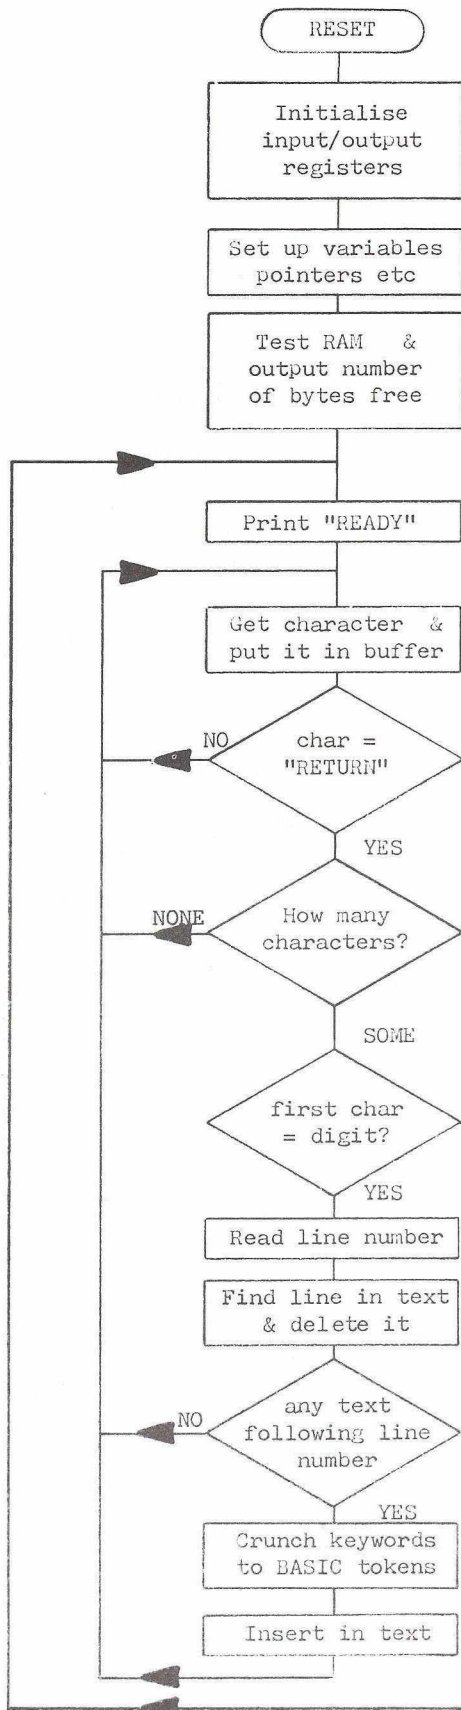 RESET
Initialise
input/output
registers
Set up variables
pointers etc
Test RAM &
output number
of bytes free
Print "READY"
Get character &
put it in buffer
char =
"RETURN"
NO
YES
How many
characters?
NONE
SOME
first char
= digit?
YES
Read line number
Find line in text
& delete it
any text
following line
number
NO
YES
Crunch keywords
to BASIC tokens
Insert in text